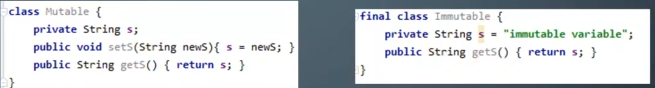 class Mutable {
private String s;
public void setS(String newS){ s = newS; }
public String getS() { return s; }
}
final class Immutable {
private String s = "immutable variable";
public String getS() { return s; }
}